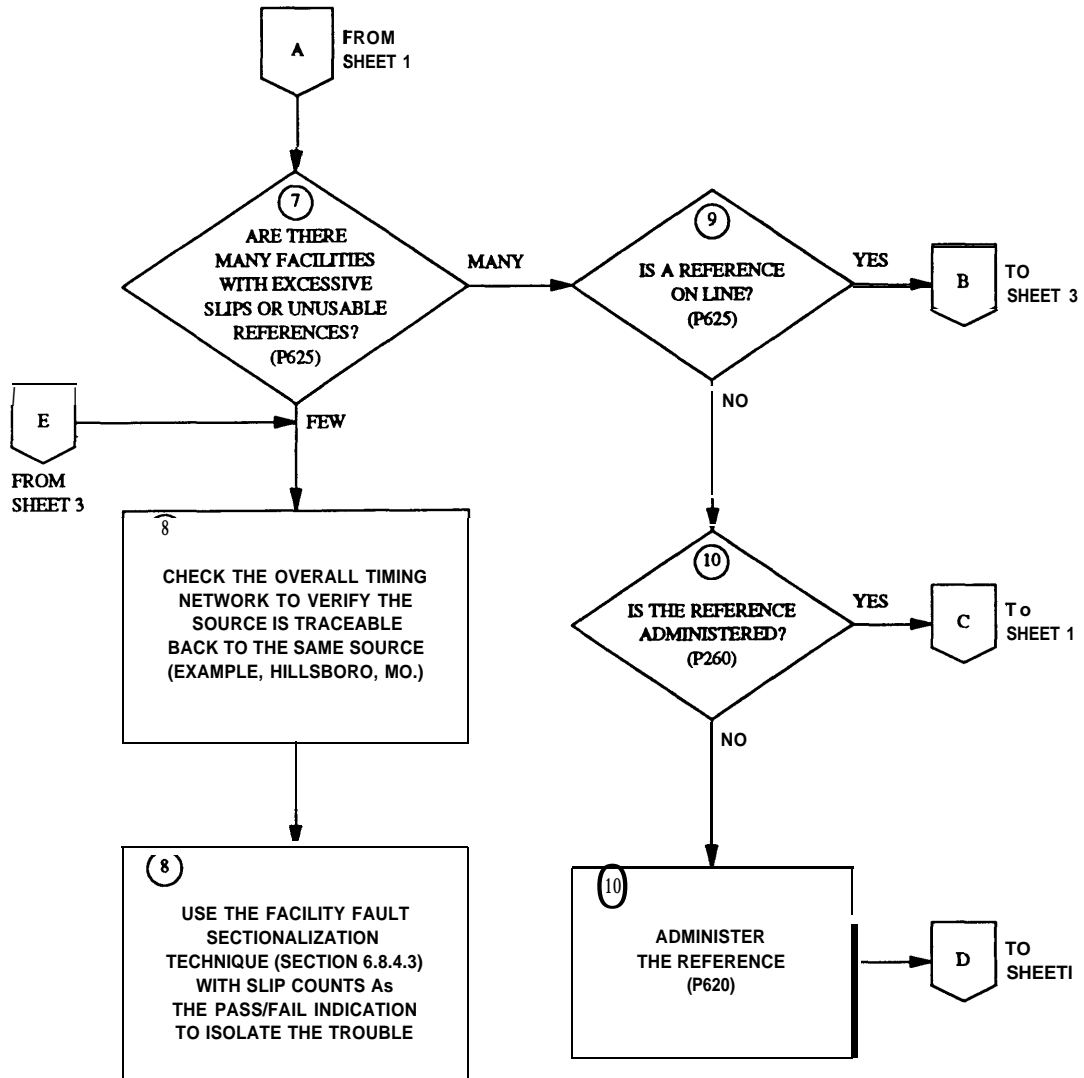 A
FROM
SHEET 1
7
ARE THERE
MANY FACILITIES
WITH EXCESSIVE
SLIPS OR UNUSABLE
REFERENCES?
(P625)
MANY
9
IS A REFERENCE
ON LINE?
(P625)
YES
B
TO
SHEET 3
E
FROM
SHEET 3
FEW
NO
8
CHECK THE OVERALL TIMING
NETWORK TO VERIFY THE
SOURCE IS TRACEABLE
BACK TO THE SAME SOURCE
(EXAMPLE, HILLSBORO, MO.)
10
IS THE REFERENCE
ADMINISTERED?
(P260)
YES
C
To
SHEET 1
NO
8
USE THE FACILITY FAULT
SECTIONALIZATION
TECHNIQUE (SECTION 6.8.4.3)
WITH SLIP COUNTS As
THE PASS/FAIL INDICATION
TO ISOLATE THE TROUBLE
10
ADMINISTER
THE REFERENCE
(P620)
D
TO
SHEETI